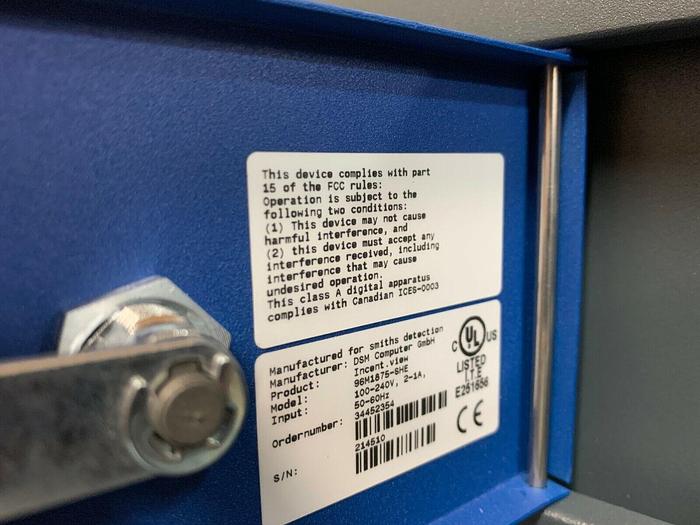 This device complies with part
15 of the FCC rules:
Operation is subject to the
following two conditions:
(1) This device may not cause
harmful interference, and
(2) this device must accept any
interference received, including
interference that may cause
undesired operation.
This class A digital apparatus
complies with Canadian ICES-0003
Manufactured for smiths detection
Manufacturer: DSM Computer GmbH
Product: Incent.view
Model: 96M1675-SHE
Input: 100-240V, 2-1A,
50-60Hz
Ordernumber: 34452354
S/N: 214510
C UL US
LISTED
I.T.E.
E251656
CE